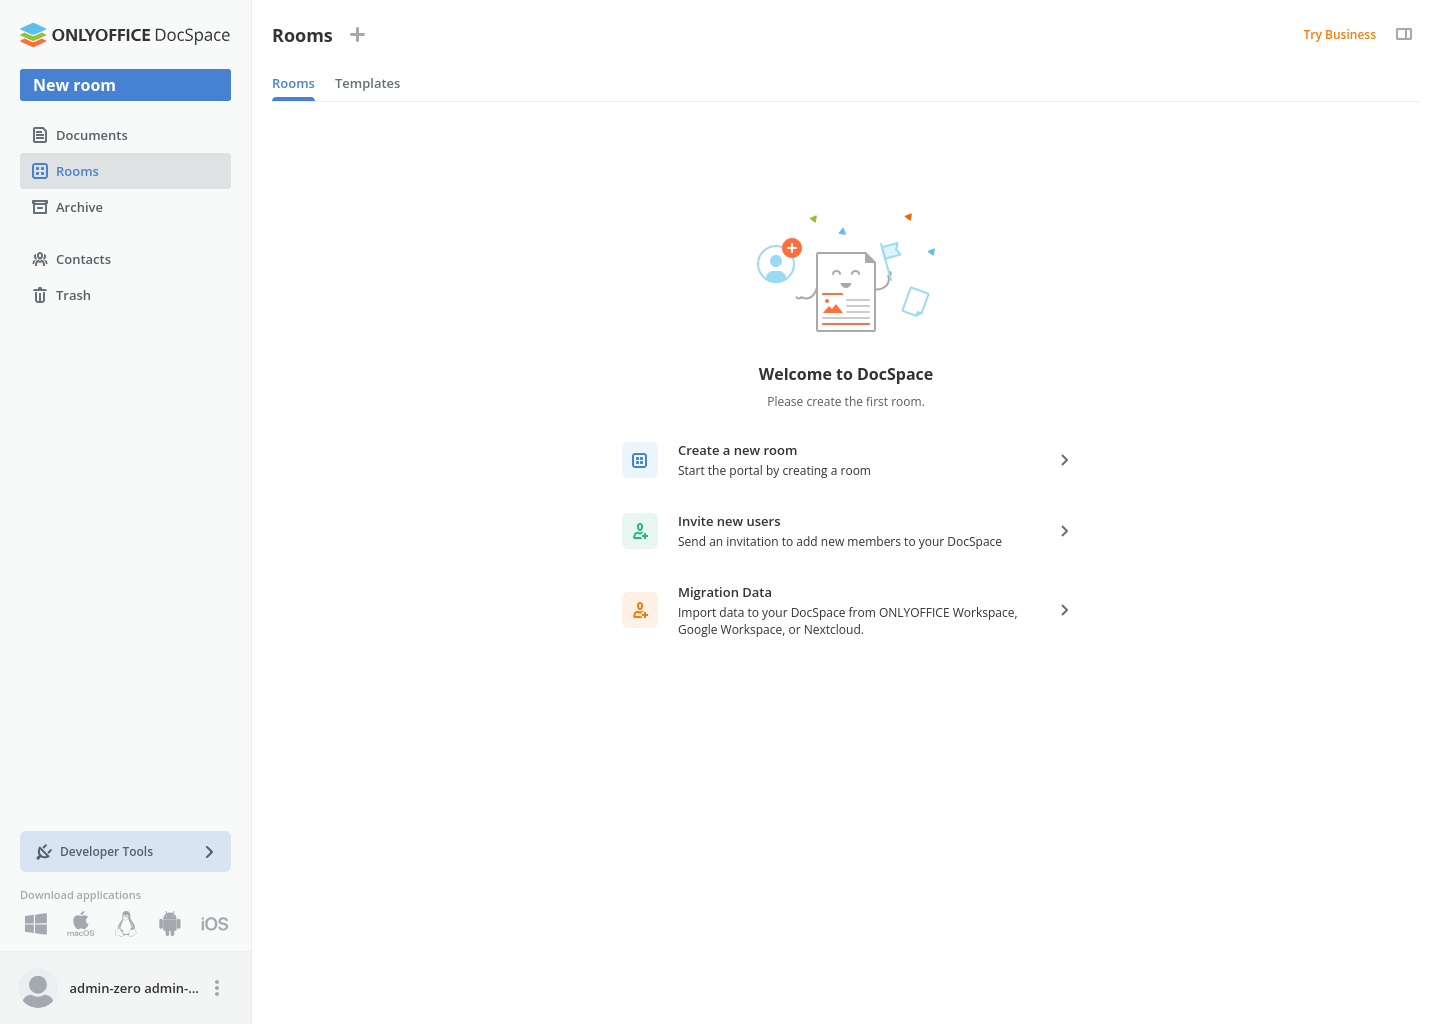 ONLYOFFICE DocSpace
New room
Documents
Rooms
Archive
Contacts
Trash
Developer Tools
Download applications
macOS
iOS
admin-zero admin-...
Rooms
Try Business
Rooms
Templates
Welcome to DocSpace
Please create the first room.
Create a new room
Start the portal by creating a room
Invite new users
Send an invitation to add new members to your DocSpace
Migration Data
Import data to your DocSpace from ONLYOFFICE Workspace,
Google Workspace, or Nextcloud.